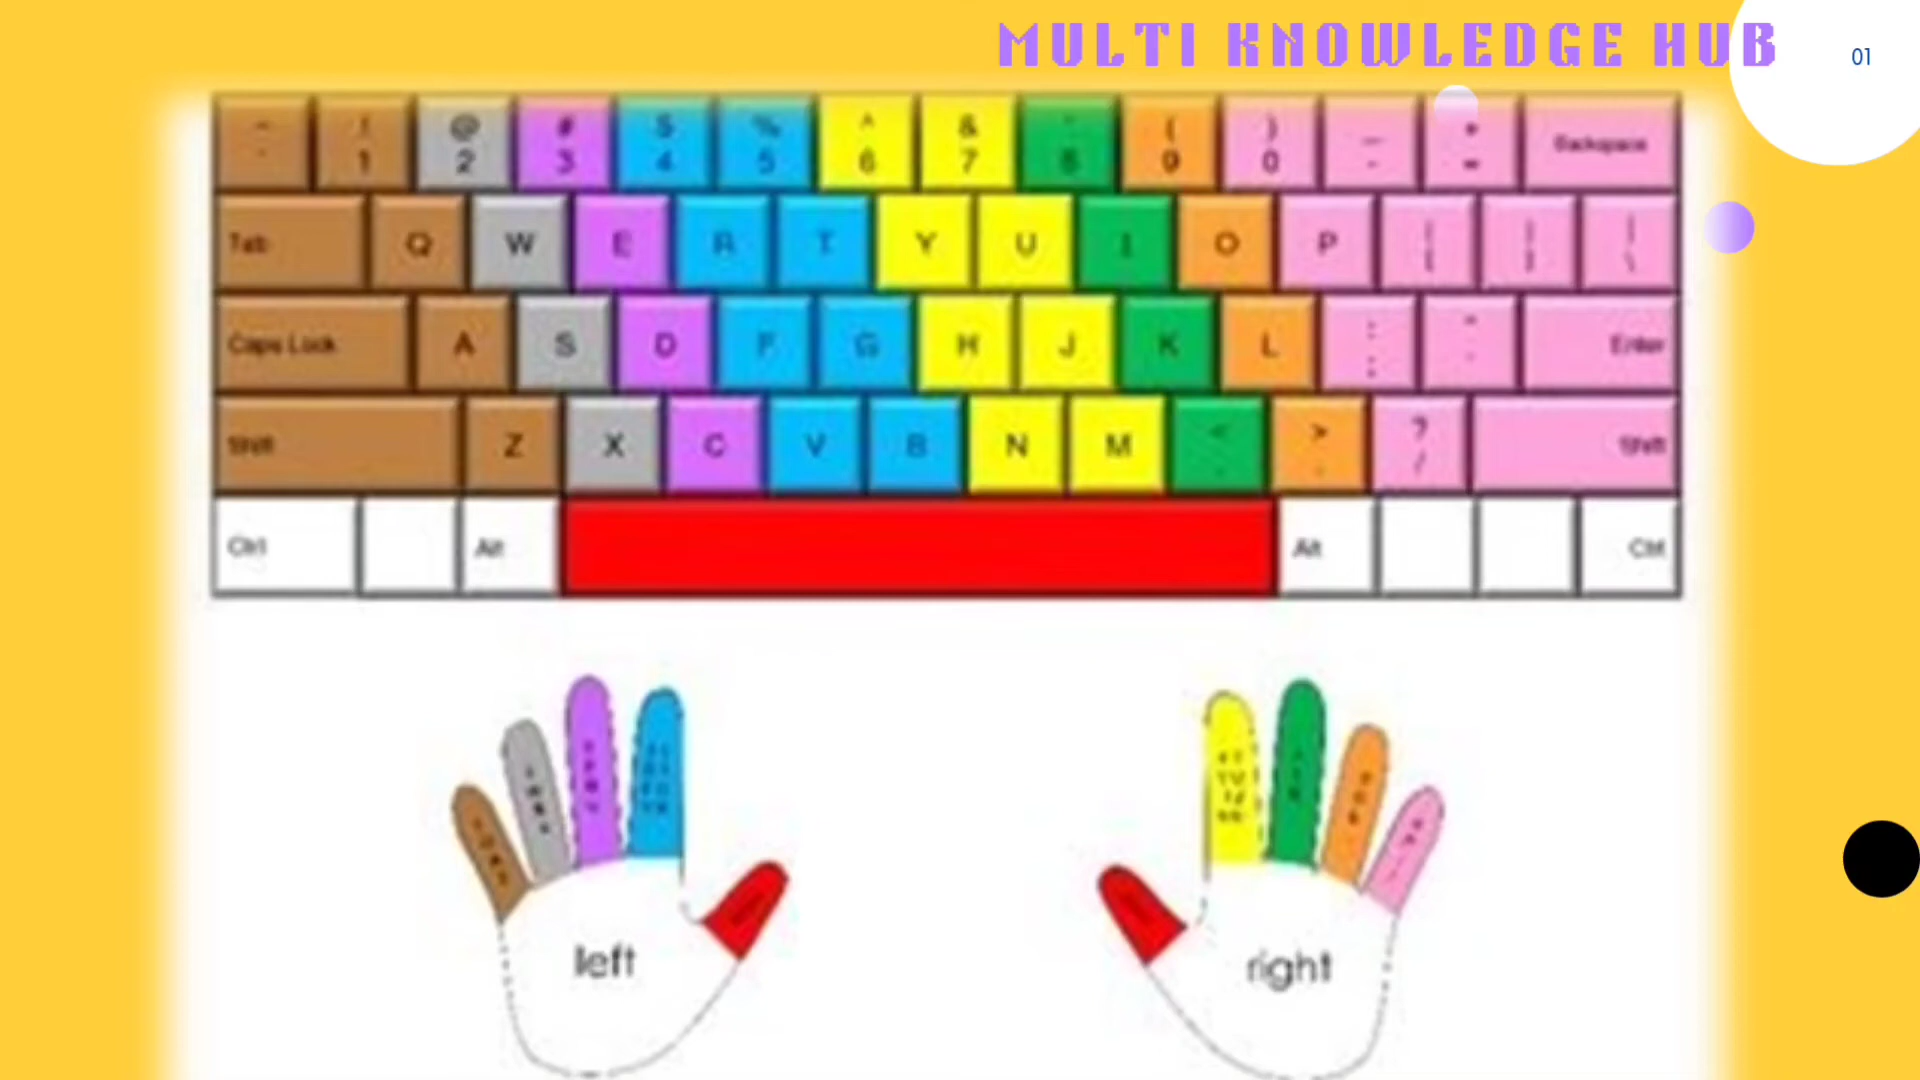 MULTI KNOWLEDGE HUB
01
~ ! @ # $ % ^ & ( ) _ +
1 2 3 4 5 6 7 8 9 0 - = Backspace
Tab Q W E R T Y U I O P
Caps Lock A S D F G H J K L : ; " Enter
Shift Z X C V B N M < > ? / Shift
Ctrl Alt Alt Ctrl
left
right